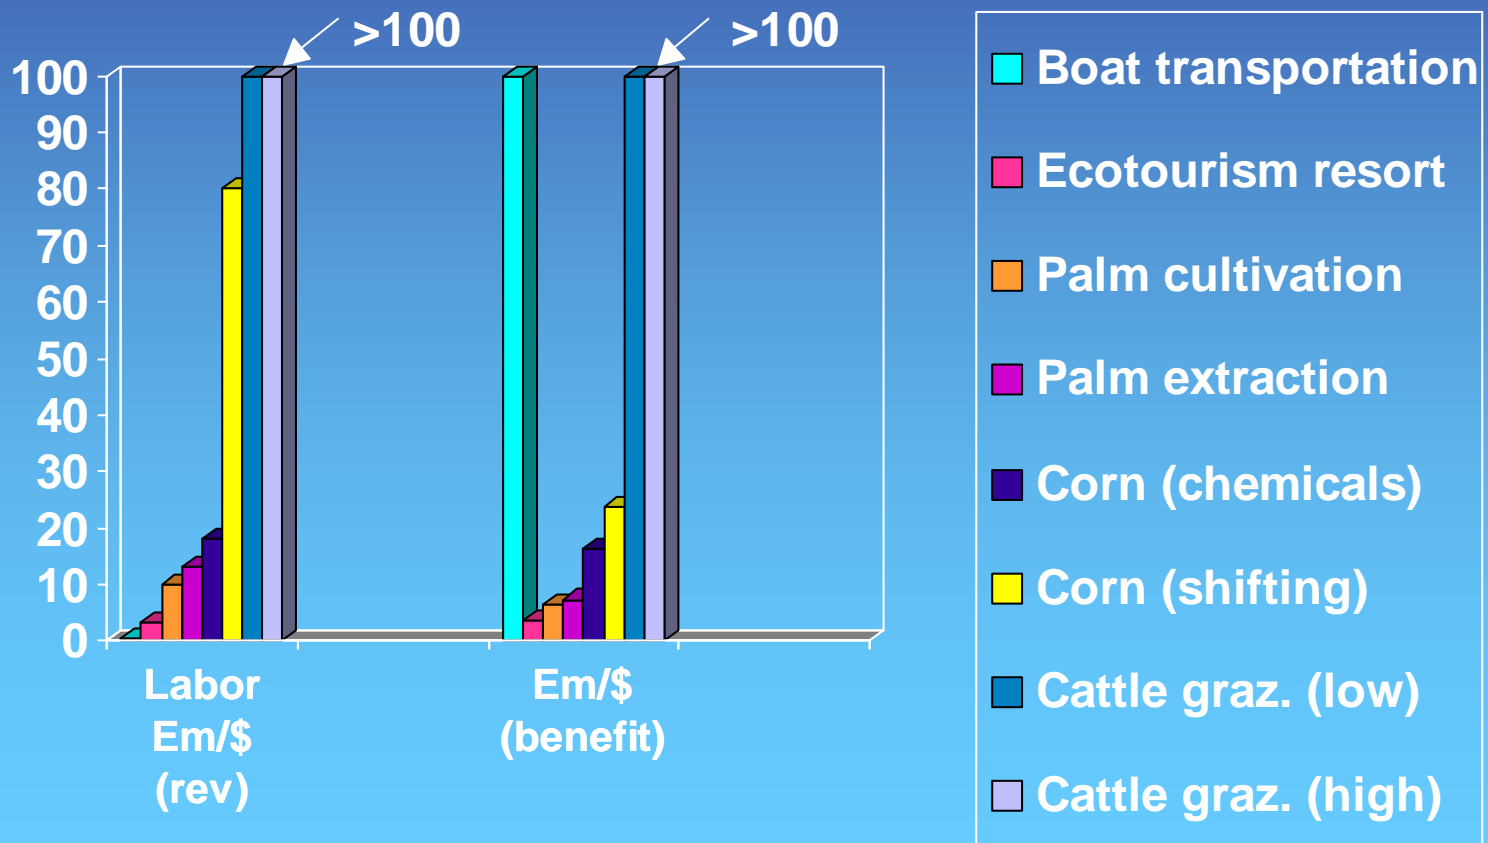 >100
>100
100
90
80
70
60
50
40
30
20
10
0
Labor
Em/$
(rev)
Em/$
(benefit)
Boat transportation
Ecotourism resort
Palm cultivation
Palm extraction
Corn (chemicals)
Corn (shifting)
Cattle graz. (low)
Cattle graz. (high)